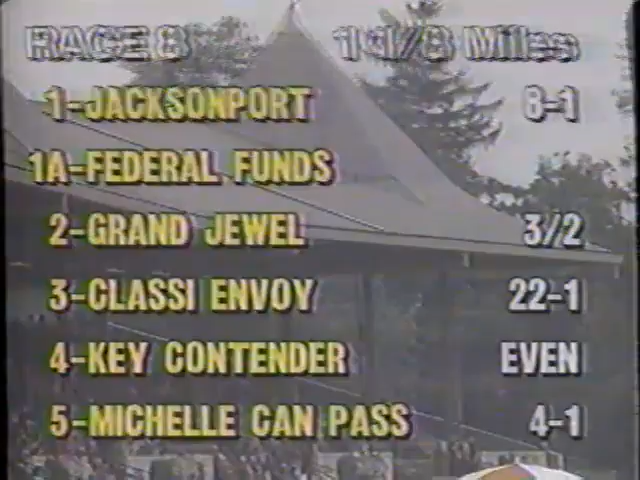 RACE 8 1 1/8 Miles
1-JACKSONPORT 8-1
1A-FEDERAL FUNDS
2-GRAND JEWEL 3/2
3-CLASSI ENVOY 22-1
4-KEY CONTENDER EVEN
5-MICHELLE CAN PASS 4-1